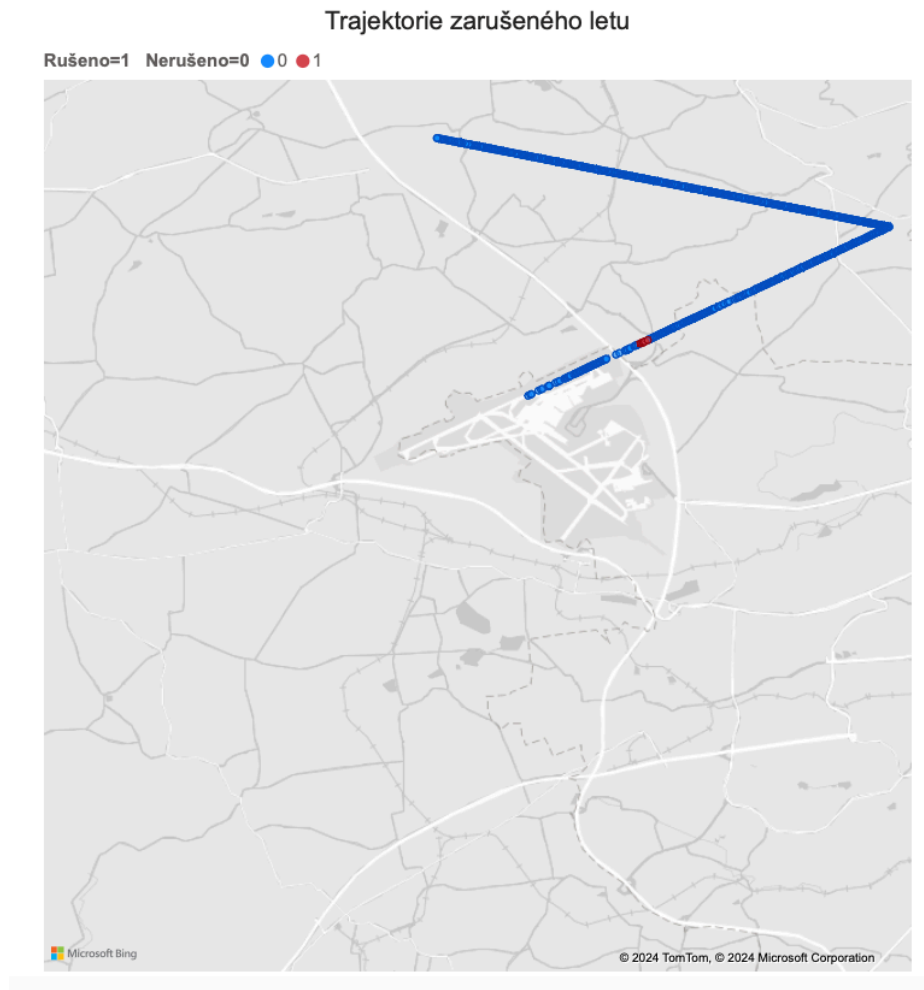 Trajektorie zarušeného letu
Rušeno=1 Nerušeno=0 0 1
Microsoft Bing
© 2024 TomTom, © 2024 Microsoft Corporation